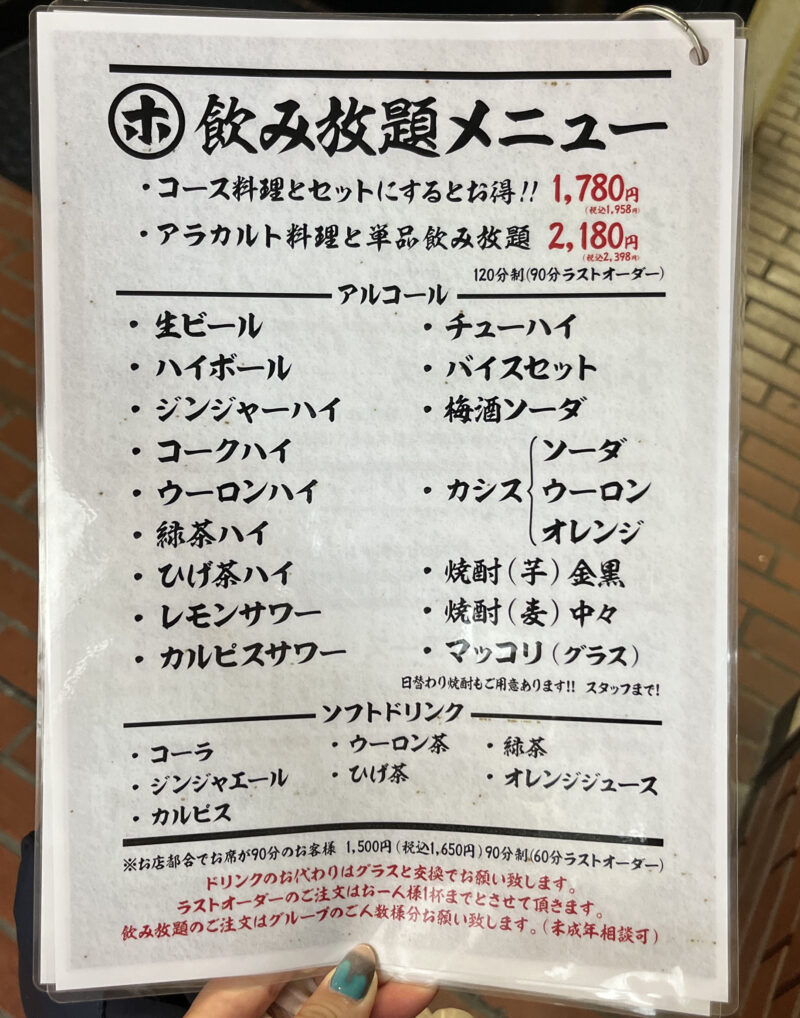 ホ 飲み放題メニュー
・コース料理とセットにするとお得!! 1,780円
(税込1,958円)
・アラカルト料理と単品飲み放題 2,180円
(税込2,398円)
120分制(90分ラストオーダー)
アルコール
・生ビール
・ハイボール
・ジンジャーハイ
・コークハイ
・ウーロンハイ
・緑茶ハイ
・ひげ茶ハイ
・レモンサワー
・カルピスサワー
・チューハイ
・バイスセット
・梅酒ソーダ
・カシス
ソーダ
ウーロン
オレンジ
・焼酎(芋)金黒
・焼酎(麦)中々
・マッコリ(グラス)
日替わり焼酎もご用意あります!! スタッフまで!
ソフトドリンク
・コーラ
・ジンジャエール
・カルピス
・ウーロン茶
・ひげ茶
・緑茶
・オレンジジュース
※お店都合でお席が90分のお客様 1,500円(税込1,650円)90分制(60分ラストオーダー)
ドリンクのお代わりはグラスと交換でお願い致します。
ラストオーダーのご注文はお一人様1杯までとさせて頂きます。
飲み放題のご注文はグループのご人数様分お願い致します。(未成年相談可)